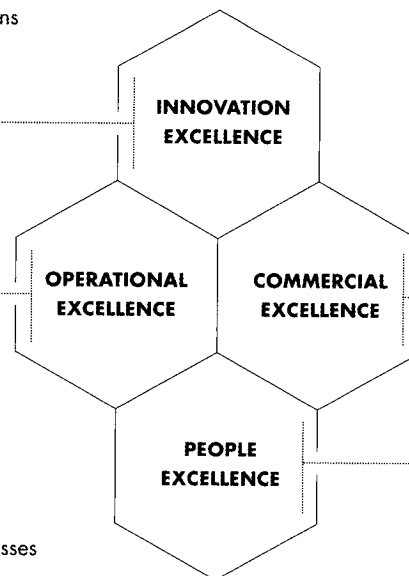 ns
INNOVATION
EXCELLENCE
OPERATIONAL
EXCELLENCE
COMMERCIAL
EXCELLENCE
PEOPLE
EXCELLENCE
sses